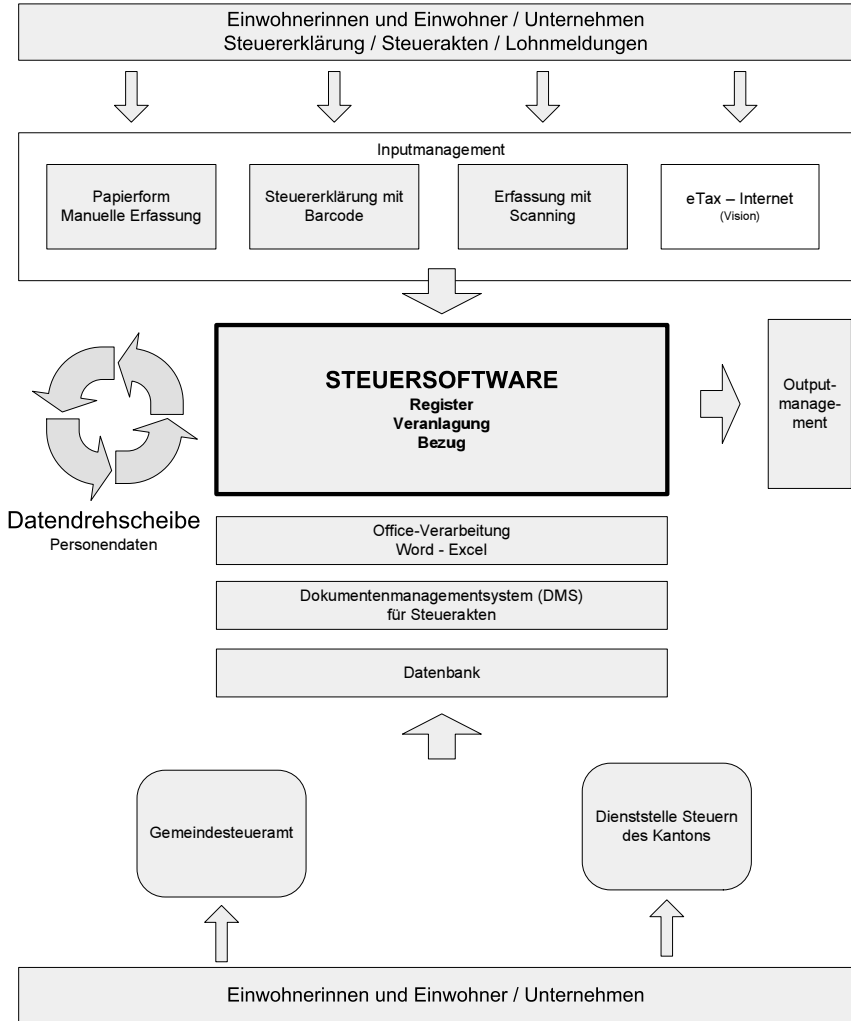 Einwohnerinnen und Einwohner / Unternehmen
Steuererklärung / Steuerakten / Lohnmeldungen
Inputmanagement
Papierform
Manuelle Erfassung
Steuererklärung mit
Barcode
Erfassung mit
Scanning
eTax – Internet
(Vision)
STEUERSOFTWARE
Register
Veranlagung
Bezug
Output-
manage-
ment
Datendrehscheibe
Personendaten
Office-Verarbeitung
Word - Excel
Dokumentenmanagementsystem (DMS)
für Steuerakten
Datenbank
Gemeindesteueramt
Dienststelle Steuern
des Kantons
Einwohnerinnen und Einwohner / Unternehmen